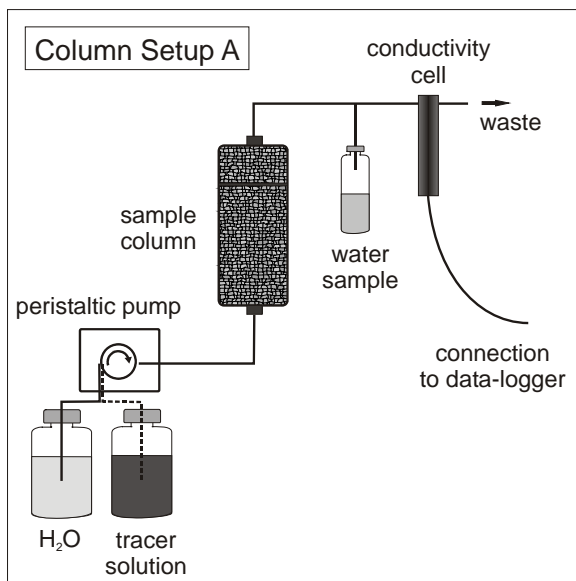 Column Setup A
conductivity
cell
waste
sample
column
water
sample
peristaltic pump
connection
to data-logger
H₂O
tracer
solution